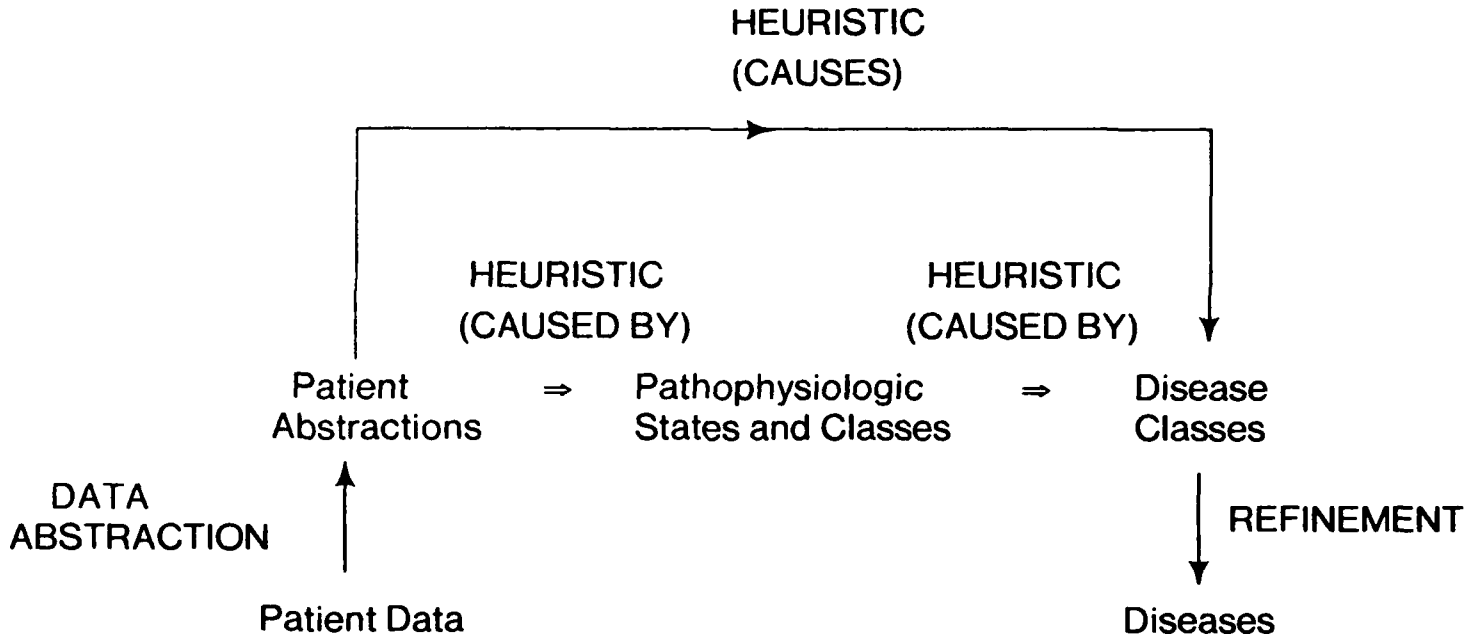 HEURISTIC
(CAUSES)
HEURISTIC
(CAUSED BY)
HEURISTIC
(CAUSED BY)
Patient
Abstractions
⇒
Pathophysiologic
States and Classes
⇒
Disease
Classes
DATA
ABSTRACTION
REFINEMENT
Patient Data
Diseases